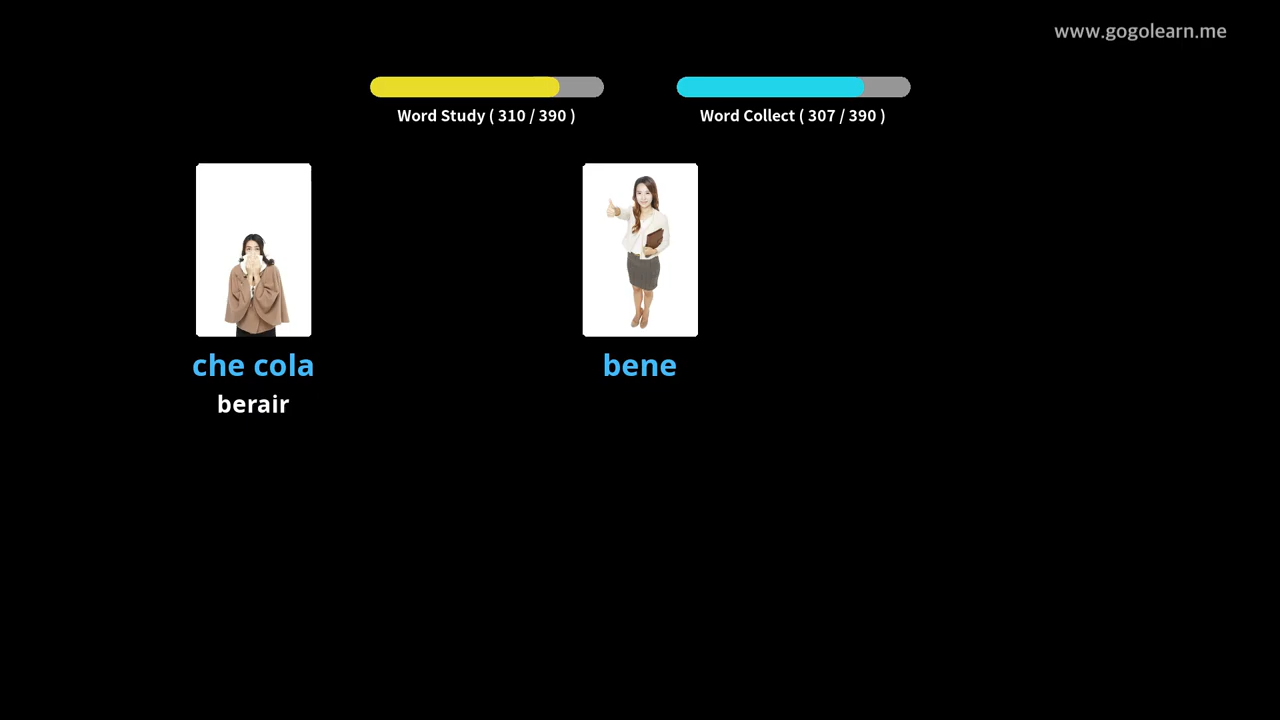 www.gogolearn.me
Word Study ( 310 / 390 )
Word Collect ( 307 / 390 )
che cola
berair
bene